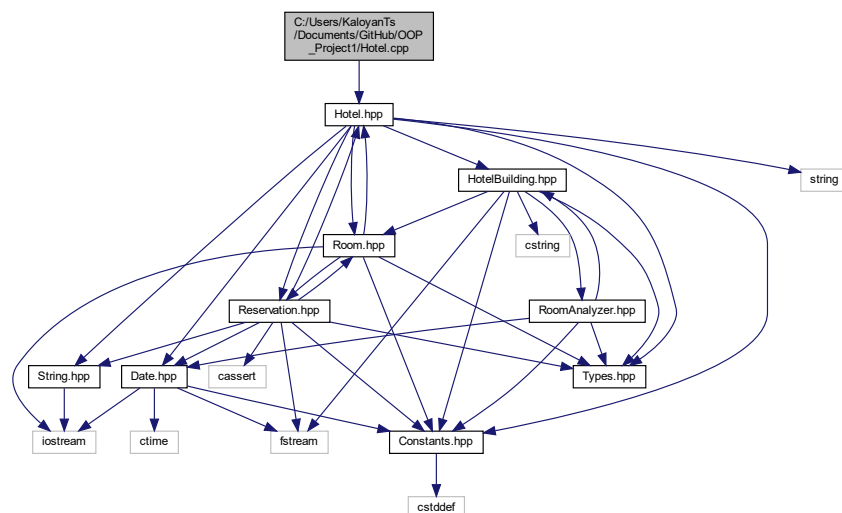 C:/Users/KaloyanTs
/Documents/GitHub/OOP
_Project1/Hotel.cpp
Hotel.hpp
HotelBuilding.hpp
string
Room.hpp
cstring
Reservation.hpp
RoomAnalyzer.hpp
String.hpp
Date.hpp
cassert
Types.hpp
iostream
ctime
fstream
Constants.hpp
cstddef